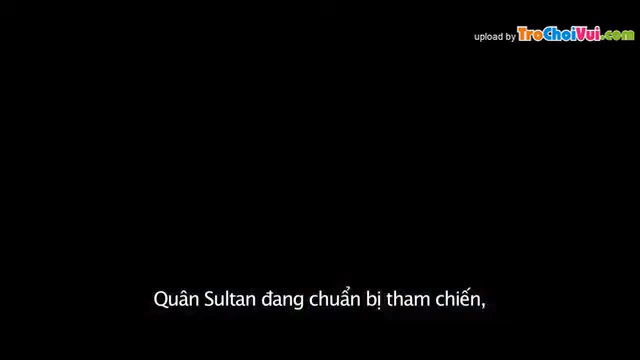 upload by TroChoiVui.com
Quân Sultan đang chuẩn bị tham chiến,